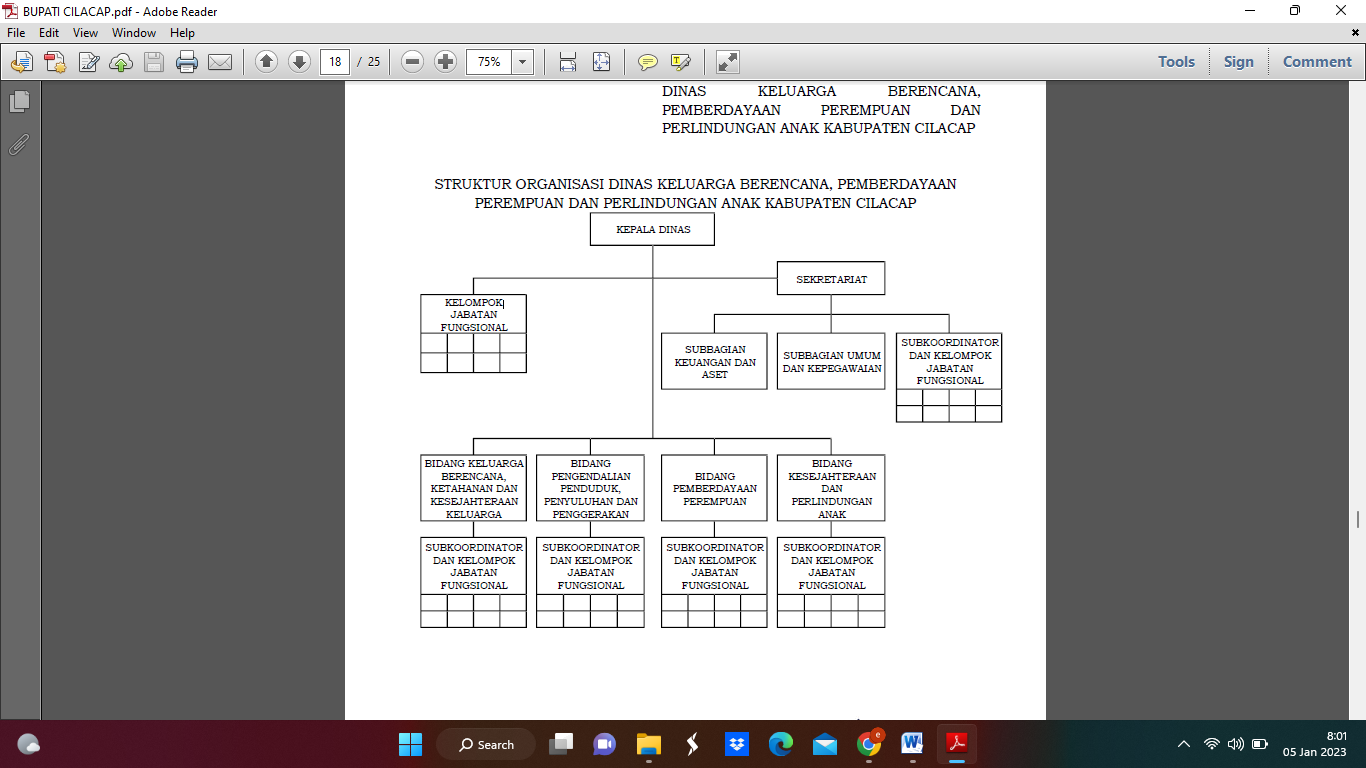 BUPATI CILACAP.pdf - Adobe Reader
File Edit View Window Help
18 / 25 75% Tools Sign Comment
DINAS KELUARGA BERENCANA,
PEMBERDAYAAN PEREMPUAN DAN
PERLINDUNGAN ANAK KABUPATEN CILACAP
STRUKTUR ORGANISASI DINAS KELUARGA BERENCANA, PEMBERDAYAAN
PEREMPUAN DAN PERLINDUNGAN ANAK KABUPATEN CILACAP
KEPALA DINAS
SEKRETARIAT
KELOMPOK
JABATAN
FUNGSIONAL
SUBBAGIAN
KEUANGAN DAN
ASET
SUBBAGIAN UMUM
DAN KEPEGAWAIAN
SUBKOORDINATOR
DAN KELOMPOK
JABATAN
FUNGSIONAL
BIDANG KELUARGA
BERENCANA,
KETAHANAN DAN
KESEJAHTERAAN
KELUARGA
BIDANG
PENGENDALIAN
PENDUDUK,
PENYULUHAN DAN
PENGGERAKAN
BIDANG
PEMBERDAYAAN
PEREMPUAN
BIDANG
KESEJAHTERAAN
DAN
PERLINDUNGAN
ANAK
SUBKOORDINATOR
DAN KELOMPOK
JABATAN
FUNGSIONAL
SUBKOORDINATOR
DAN KELOMPOK
JABATAN
FUNGSIONAL
SUBKOORDINATOR
DAN KELOMPOK
JABATAN
FUNGSIONAL
SUBKOORDINATOR
DAN KELOMPOK
JABATAN
FUNGSIONAL
Search
8:01
05 Jan 2023